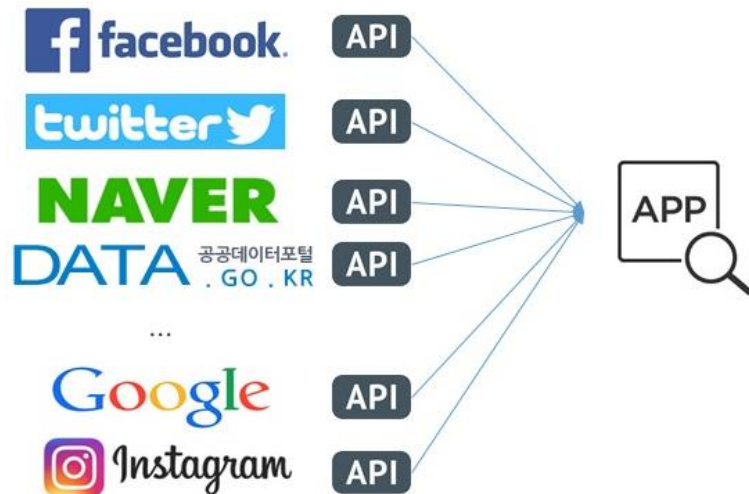 facebook. API
twitter API
NAVER API
APP
DATA 공공데이터포털 API
. GO . KR
...
Google API
Instagram API